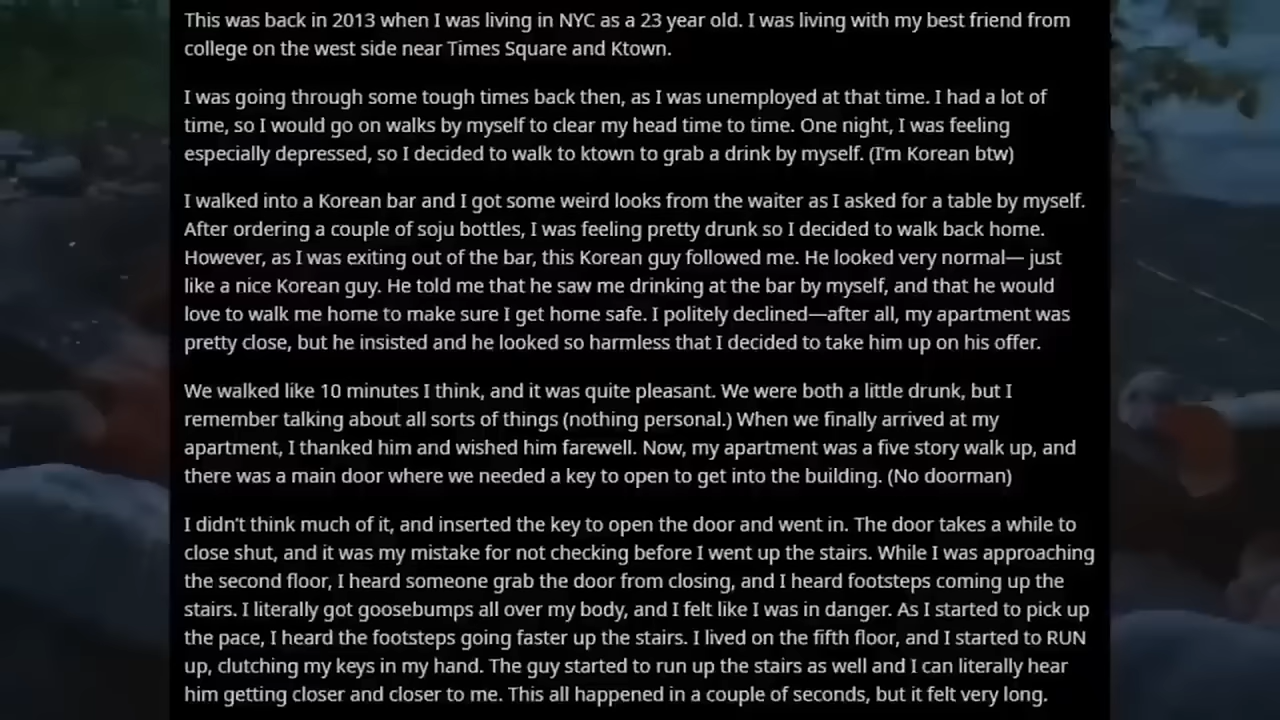 This was back in 2013 when I was living in NYC as a 23 year old. I was living with my best friend from
college on the west side near Times Square and Ktown.
I was going through some tough times back then, as I was unemployed at that time. I had a lot of
time, so I would go on walks by myself to clear my head time to time. One night, I was feeling
especially depressed, so I decided to walk to ktown to grab a drink by myself. (I'm Korean btw)
I walked into a Korean bar and I got some weird looks from the waiter as I asked for a table by myself.
After ordering a couple of soju bottles, I was feeling pretty drunk so I decided to walk back home.
However, as I was exiting out of the bar, this Korean guy followed me. He looked very normal— just
like a nice Korean guy. He told me that he saw me drinking at the bar by myself, and that he would
love to walk me home to make sure I get home safe. I politely declined—after all, my apartment was
pretty close, but he insisted and he looked so harmless that I decided to take him up on his offer.
We walked like 10 minutes I think, and it was quite pleasant. We were both a little drunk, but I
remember talking about all sorts of things (nothing personal.) When we finally arrived at my
apartment, I thanked him and wished him farewell. Now, my apartment was a five story walk up, and
there was a main door where we needed a key to open to get into the building. (No doorman)
I didn't think much of it, and inserted the key to open the door and went in. The door takes a while to
close shut, and it was my mistake for not checking before I went up the stairs. While I was approaching
the second floor, I heard someone grab the door from closing, and I heard footsteps coming up the
stairs. I literally got goosebumps all over my body, and I felt like I was in danger. As I started to pick up
the pace, I heard the footsteps going faster up the stairs. I lived on the fifth floor, and I started to RUN
up, clutching my keys in my hand. The guy started to run up the stairs as well and I can literally hear
him getting closer and closer to me. This all happened in a couple of seconds, but it felt very long.